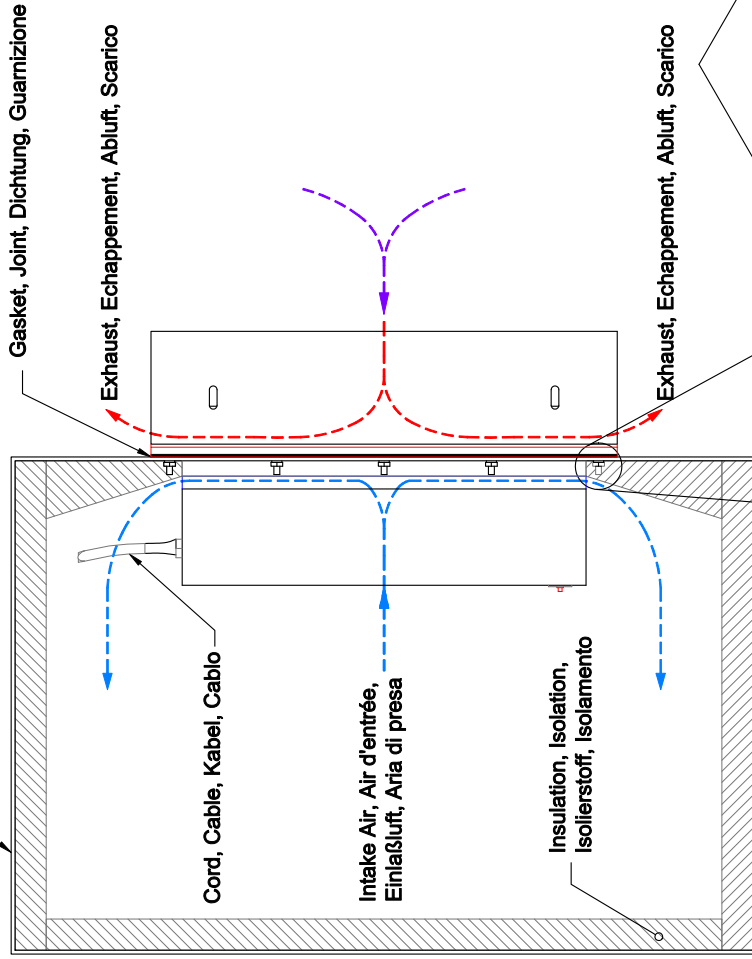 Gasket, Joint, Dichtung, Guarnizione
Exhaust, Echappement, Abluft, Scarico
Cord, Cable, Kabel, Cablo
Intake Air, Air d'entrée,
Einlaßluft, Aria di presa
Insulation, Isolation,
Isolierstoff, Isolamento
Exhaust, Echappement, Abluft, Scarico